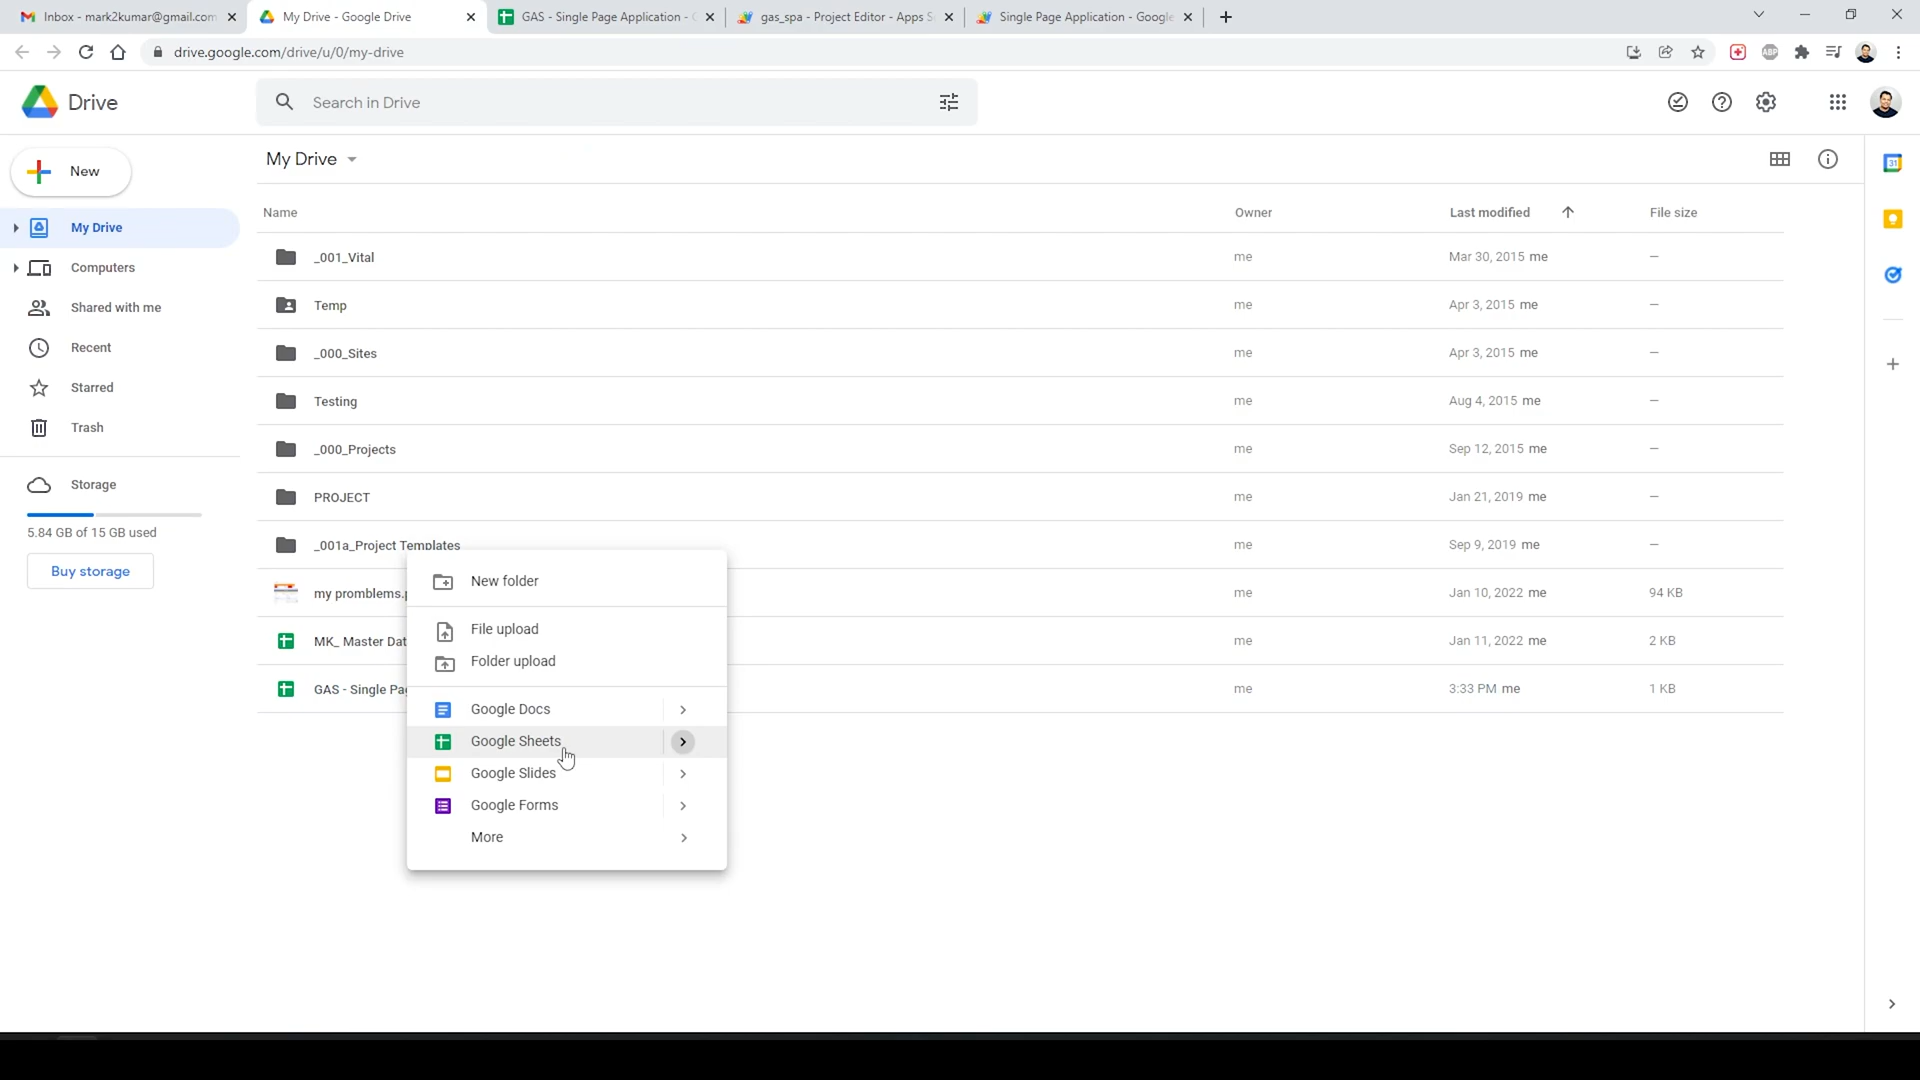 Inbox - mark2kumar@gmail.com
My Drive - Google Drive
GAS - Single Page Application -
gas_spa - Project Editor - Apps S
Single Page Application - Google
drive.google.com/drive/u/0/my-drive
ABP
Drive
Search in Drive
New
My Drive
Computers
Shared with me
Recent
Starred
Trash
Storage
5.84 GB of 15 GB used
Buy storage
My Drive
Name Owner Last modified File size
_001_Vital me Mar 30, 2015 me –
Temp me Apr 3, 2015 me –
_000_Sites me Apr 3, 2015 me –
Testing me Aug 4, 2015 me –
_000_Projects me Sep 12, 2015 me –
PROJECT me Jan 21, 2019 me –
_001a_Project Templates me Sep 9, 2019 me –
my promblems.p me Jan 10, 2022 me 94 KB
MK_ Master Dat me Jan 11, 2022 me 2 KB
GAS - Single Pag me 3:33 PM me 1 KB
New folder
File upload
Folder upload
Google Docs
Google Sheets
Google Slides
Google Forms
More
31